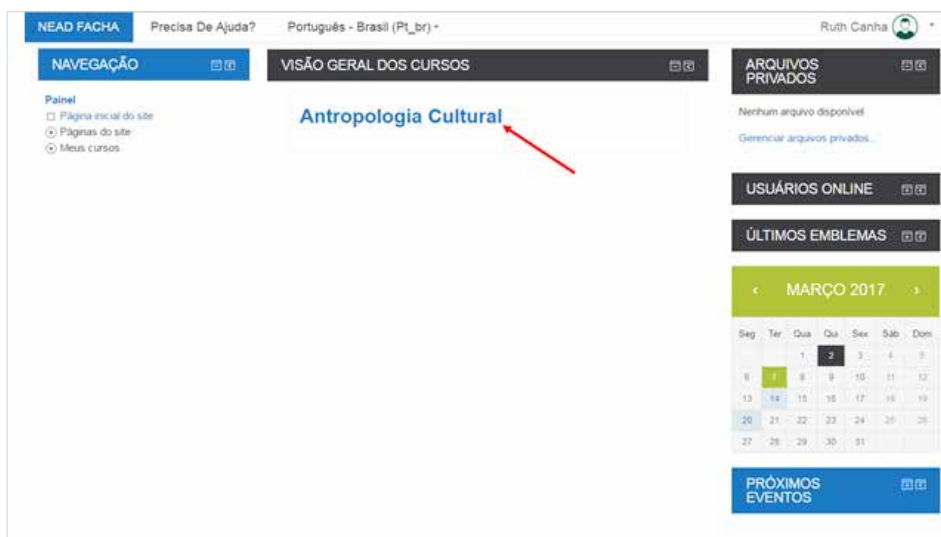 NEAD FACHA Precisa De Ajuda? Português - Brasil (Pt_br) Ruth Canha
NAVEGAÇÃO
Painel
Página inicial do site
Páginas do site
Meus cursos
VISÃO GERAL DOS CURSOS
Antropologia Cultural
ARQUIVOS
PRIVADOS
Nenhum arquivo disponível
Gerenciar arquivos privados...
USUÁRIOS ONLINE
ÚLTIMOS EMBLEMAS
MARÇO 2017
Seg Ter Qua Qui Sex Sáb Dom
1 2 3 4 5
6 7 8 9 10 11 12
13 14 15 16 17 18 19
20 21 22 23 24 25 26
27 28 29 30 31
PRÓXIMOS
EVENTOS